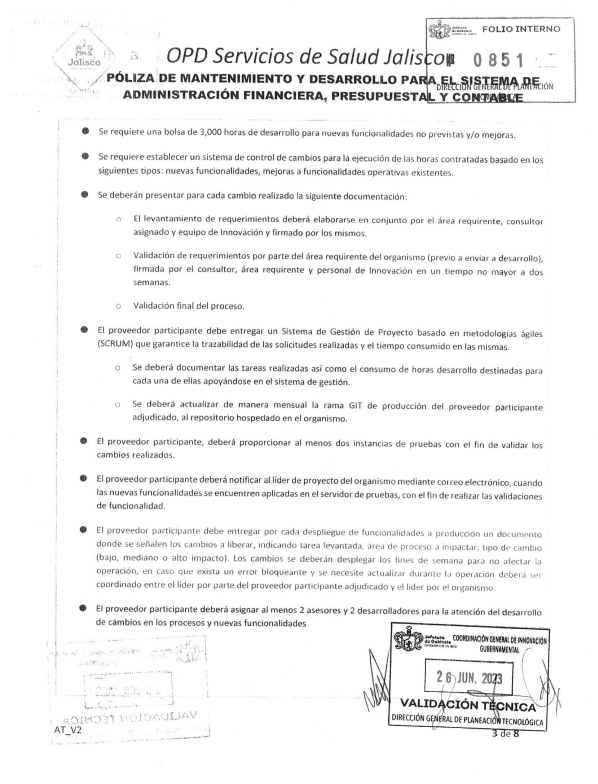 Jefatura
de Gabinete
FOLIO INTERNO
Jalisco
OPD Servicios de Salud Jalisco
0851
PÓLIZA DE MANTENIMIENTO Y DESARROLLO PARA EL SISTEMA DE
DIRECCIÓN GENERAL DE PLANEACIÓN
ADMINISTRACIÓN FINANCIERA, PRESUPUESTAL Y CONTABLE
● Se requiere una bolsa de 3,000 horas de desarrollo para nuevas funcionalidades no previstas y/o mejoras.
● Se requiere establecer un sistema de control de cambios para la ejecución de las horas contratadas basado en los
siguientes tipos: nuevas funcionalidades, mejoras a funcionalidades operativas existentes.
● Se deberán presentar para cada cambio realizado la siguiente documentación:
○ El levantamiento de requerimientos deberá elaborarse en conjunto por el área requirente, consultor
asignado y equipo de Innovación y firmado por los mismos.
○ Validación de requerimientos por parte del área requirente del organismo (previo a enviar a desarrollo),
firmada por el consultor, área requirente y personal de Innovación en un tiempo no mayor a dos
semanas.
○ Validación final del proceso.
● El proveedor participante debe entregar un Sistema de Gestión de Proyecto basado en metodologías ágiles
(SCRUM) que garantice la trazabilidad de las solicitudes realizadas y el tiempo consumido en las mismas.
○ Se deberá documentar las tareas realizadas así como el consumo de horas desarrollo destinadas para
cada una de ellas apoyándose en el sistema de gestión.
○ Se deberá actualizar de manera mensual la rama GIT de producción del proveedor participante
adjudicado, al repositorio hospedado en el organismo.
● El proveedor participante, deberá proporcionar al menos dos instancias de pruebas con el fin de validar los
cambios realizados.
● El proveedor participante deberá notificar al líder de proyecto del organismo mediante correo electrónico, cuando
las nuevas funcionalidades se encuentren aplicadas en el servidor de pruebas, con el fin de realizar las validaciones
de funcionalidad.
● El proveedor participante debe entregar por cada despliegue de funcionalidades a producción un documento
donde se señalen los cambios a liberar, indicando tarea levantada, área de proceso a impactar, tipo de cambio
(bajo, mediano o alto impacto). Los cambios se deberán desplegar los fines de semana para no afectar la
operación, en caso que exista un error bloqueante y se necesite actualizar durante la operación deberá ser
coordinado entre el líder por parte del proveedor participante adjudicado y el líder por el organismo.
● El proveedor participante deberá asignar al menos 2 asesores y 2 desarrolladores para la atención del desarrollo
de cambios en los procesos y nuevas funcionalidades
Jefatura
de Gabinete
COORDINACIÓN GENERAL DE INNOVACIÓN
GUBERNAMENTAL
26 JUN. 2023
VALIDACIÓN TÉCNICA
DIRECCIÓN GENERAL DE PLANEACIÓN TECNOLÓGICA
VALIDACIÓN TÉCNICA
AT_V2
3 de 8